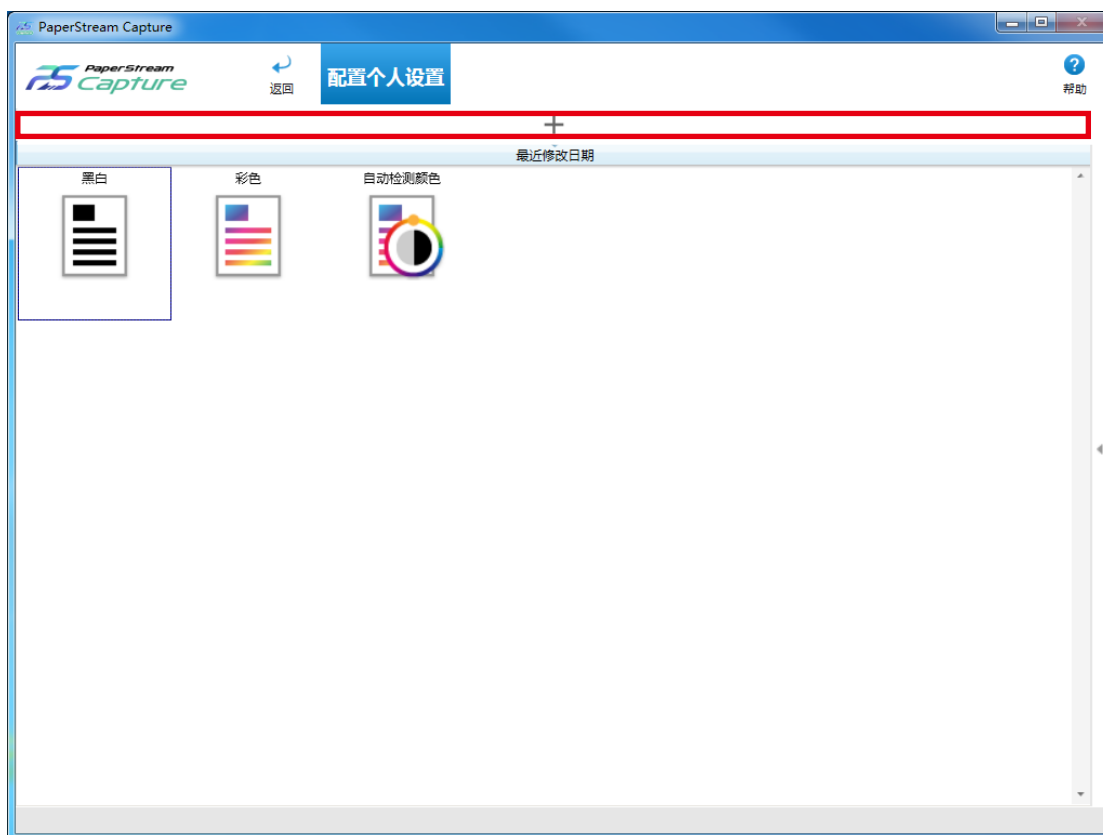 PaperStream Capture
PaperStream
Capture
返回
配置个人设置
帮助
最近修改日期
黑白
彩色
自动检测颜色